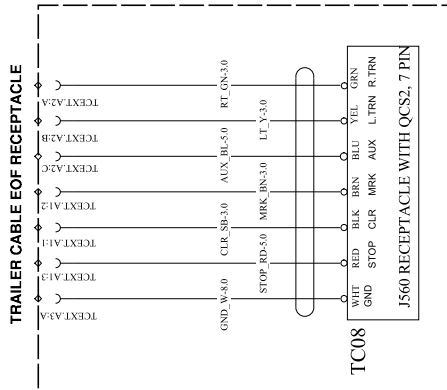 TRAILER CABLE EOF RECEPTACLE
TCEXT.A2:A
RT_GN-3.0
GRN
R.TRN
TCEXT.A2:B
LT_Y-3.0
YEL
L.TRN
TCEXT.A2:C
AUX_BL-5.0
BLU
AUX
TCEXT.A1:2
MRK_BN-3.0
BRN
MRK
TCEXT.A1:1
CLR_SB-3.0
BLK
CLR
TCEXT.A1:3
STOP_RD-5.0
RED
STOP
TCEXT.A3:A
GND_W-8.0
WHT
GND
J560 RECEPTACLE WITH QCS2, 7 PIN
TC08